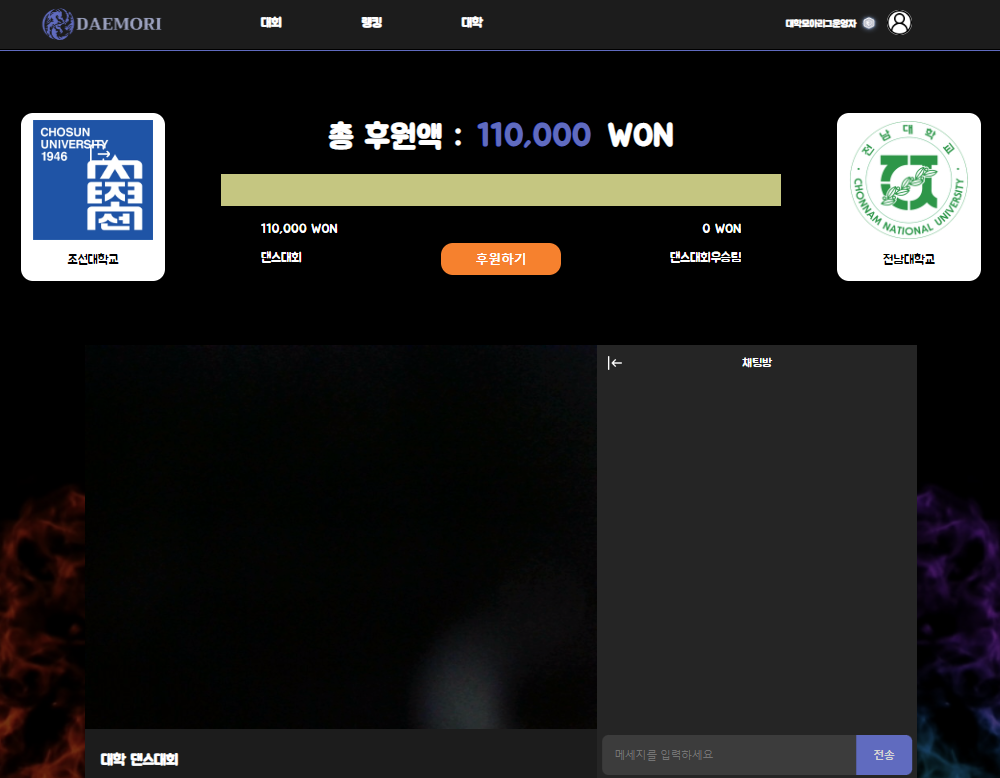 DAEMORI
대회
랭킹
대학
대학모아리그운영자
CHOSUN
UNIVERSITY
1946
조선
조선대학교
총 후원액 : 110,000 WON
110,000 WON
0 WON
댄스대회
후원하기
댄스대회우승팀
전남대학교
CHONNAM NATIONAL UNIVERSITY
전남대학교
채팅방
대학 댄스대회
메세지를 입력하세요
전송